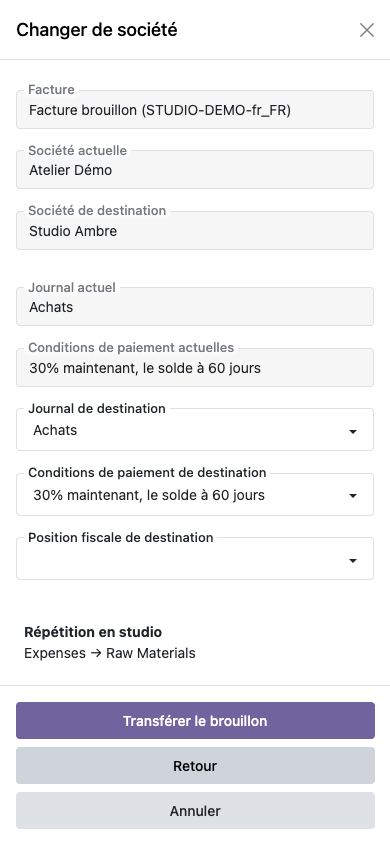 Changer de société
Facture
Facture brouillon (STUDIO-DEMO-fr_FR)
Société actuelle
Atelier Démo
Société de destination
Studio Ambre
Journal actuel
Achats
Conditions de paiement actuelles
30% maintenant, le solde à 60 jours
Journal de destination
Achats
Conditions de paiement de destination
30% maintenant, le solde à 60 jours
Position fiscale de destination
Répétition en studio
Expenses → Raw Materials
Transférer le brouillon
Retour
Annuler